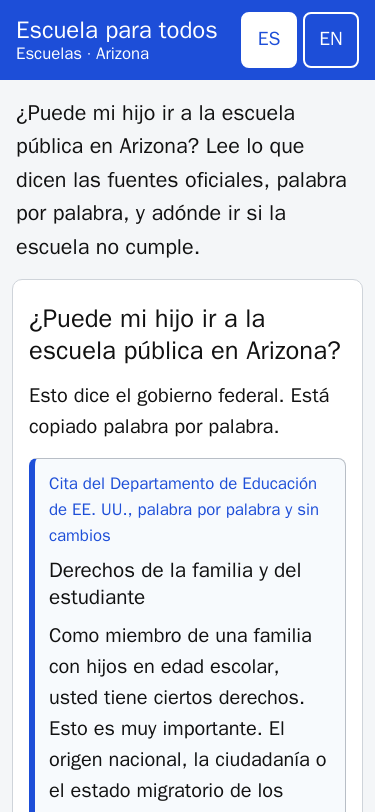 Escuela para todos
Escuelas · Arizona
ES
EN
¿Puede mi hijo ir a la escuela
pública en Arizona? Lee lo que
dicen las fuentes oficiales, palabra
por palabra, y adónde ir si la
escuela no cumple.
¿Puede mi hijo ir a la
escuela pública en Arizona?
Esto dice el gobierno federal. Está
copiado palabra por palabra.
Cita del Departamento de Educación
de EE. UU., palabra por palabra y sin
cambios
Derechos de la familia y del
estudiante
Como miembro de una familia
con hijos en edad escolar,
usted tiene ciertos derechos.
Esto es muy importante. El
origen nacional, la ciudadanía o
el estado migratorio de los